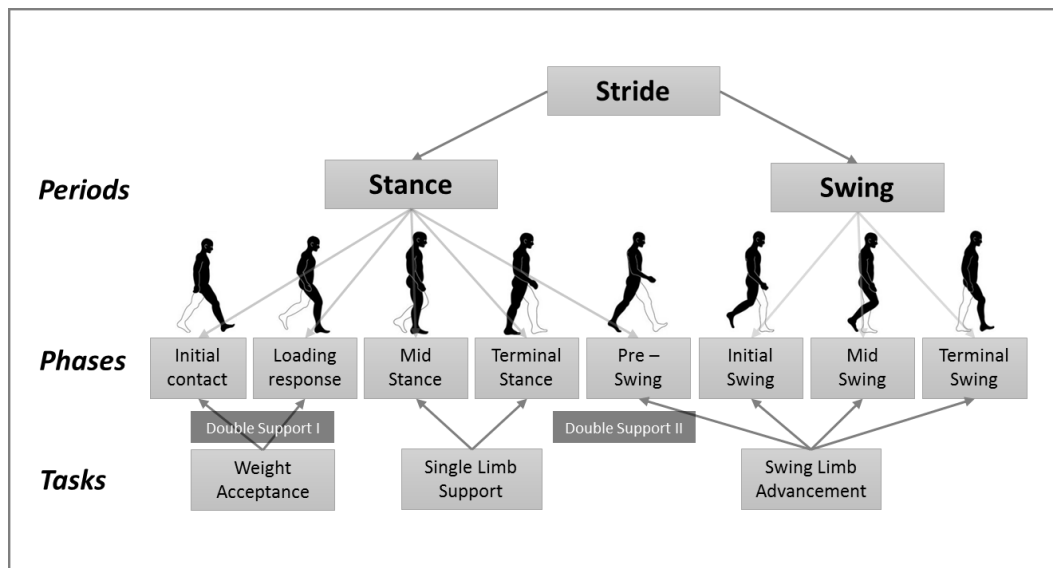 Stride
Periods
Stance
Swing
Phases
Initial
contact
Loading
response
Mid
Stance
Terminal
Stance
Pre –
Swing
Initial
Swing
Mid
Swing
Terminal
Swing
Double Support I
Double Support II
Tasks
Weight
Acceptance
Single Limb
Support
Swing Limb
Advancement